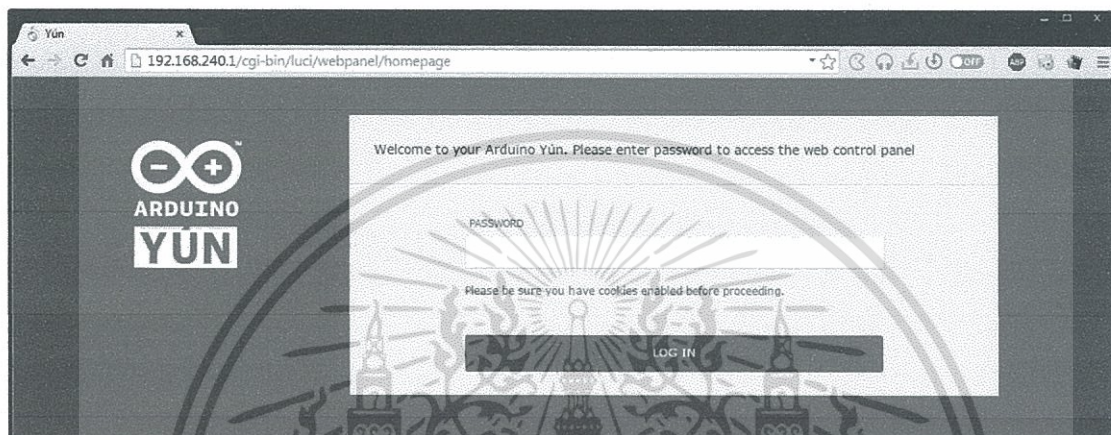 Yún
192.168.240.1/cgi-bin/luci/webpanel/homepage
OFF
ABP
ARDUINO
YÚN
Welcome to your Arduino Yún. Please enter password to access the web control panel
PASSWORD
Please be sure you have cookies enabled before proceeding.
LOG IN